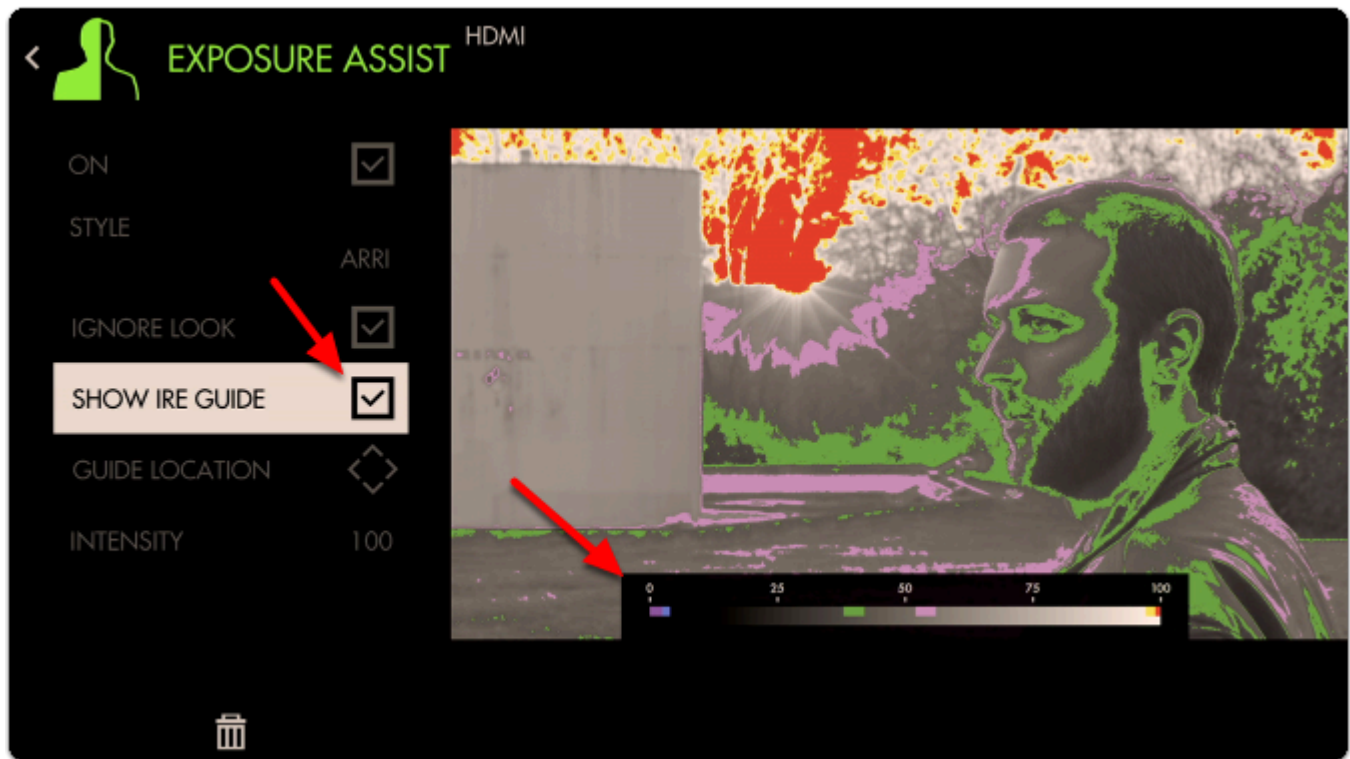 EXPOSURE ASSIST
HDMI
ON
STYLE
ARRI
IGNORE LOOK
SHOW IRE GUIDE
GUIDE LOCATION
INTENSITY 100
0 25 50 75 100